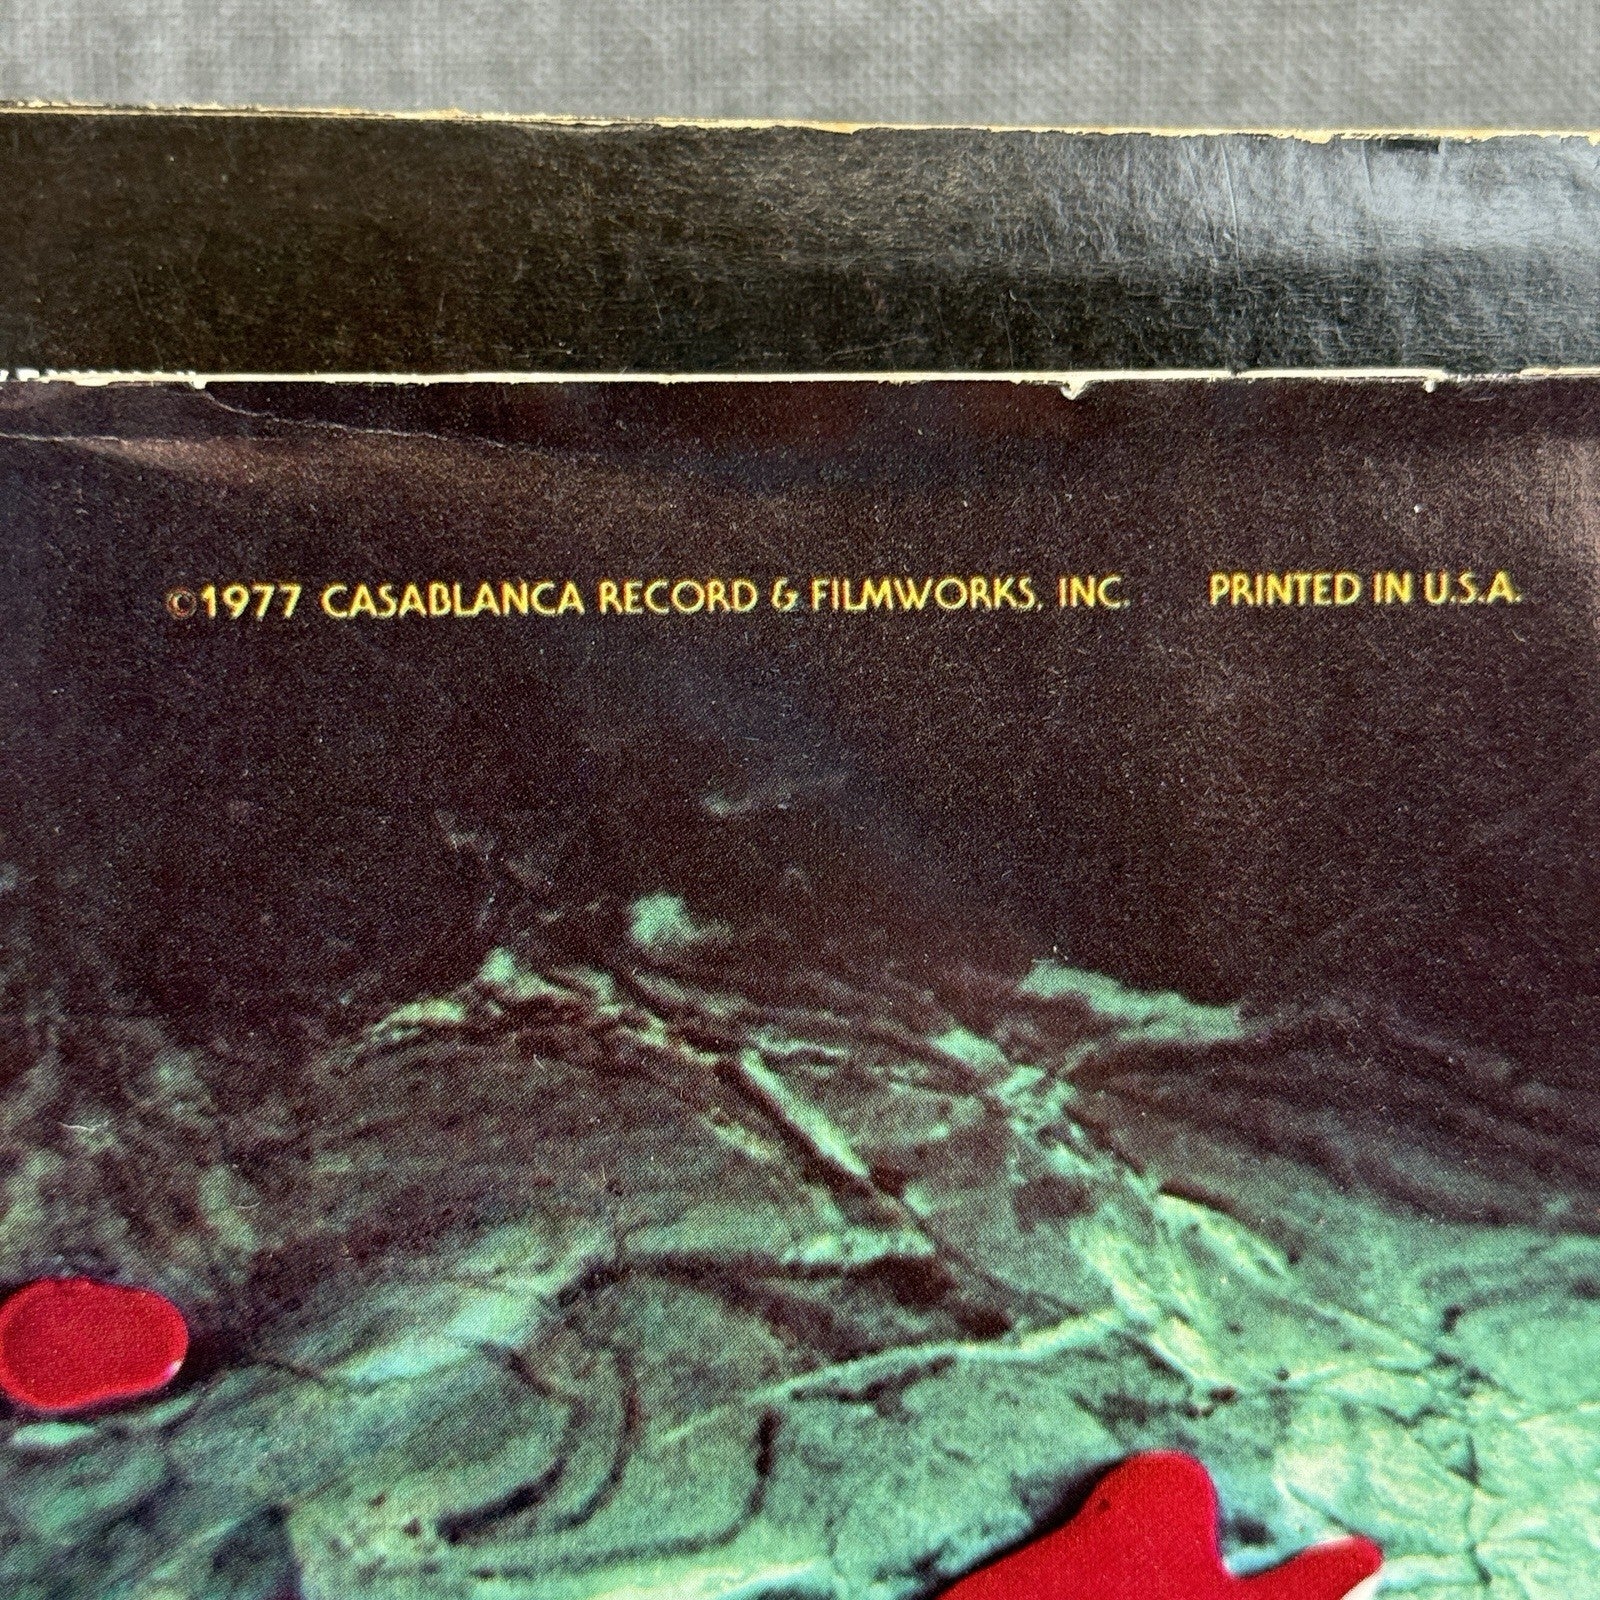 ©1977 CASABLANCA RECORD & FILMWORKS, INC. PRINTED IN U.S.A.